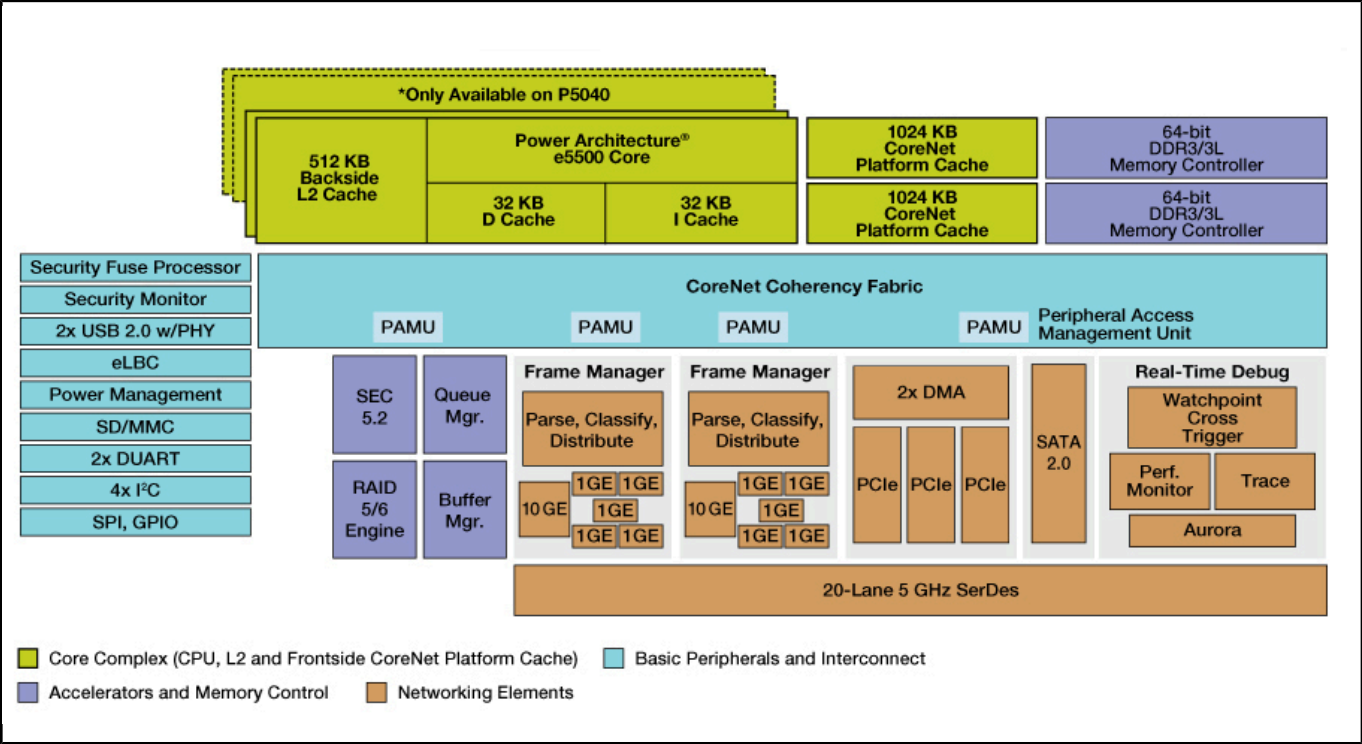 *Only Available on P5040
512 KB
Backside
L2 Cache
Power Architecture®
e5500 Core
32 KB
D Cache
32 KB
I Cache
1024 KB
CoreNet
Platform Cache
1024 KB
CoreNet
Platform Cache
64-bit
DDR3/3L
Memory Controller
64-bit
DDR3/3L
Memory Controller
Security Fuse Processor
Security Monitor
2x USB 2.0 w/PHY
eLBC
Power Management
SD/MMC
2x DUART
4x I²C
SPI, GPIO
CoreNet Coherency Fabric
PAMU
PAMU
PAMU
PAMU
Peripheral Access
Management Unit
SEC
5.2
Queue
Mgr.
RAID
5/6
Engine
Buffer
Mgr.
Frame Manager
Parse, Classify,
Distribute
10 GE
1GE
1GE
1GE
1GE
1GE
Frame Manager
Parse, Classify,
Distribute
10 GE
1GE
1GE
1GE
1GE
1GE
2x DMA
PCIe
PCIe
PCIe
SATA
2.0
Real-Time Debug
Watchpoint
Cross
Trigger
Perf.
Monitor
Trace
Aurora
20-Lane 5 GHz SerDes
Core Complex (CPU, L2 and Frontside CoreNet Platform Cache)
Basic Peripherals and Interconnect
Accelerators and Memory Control
Networking Elements